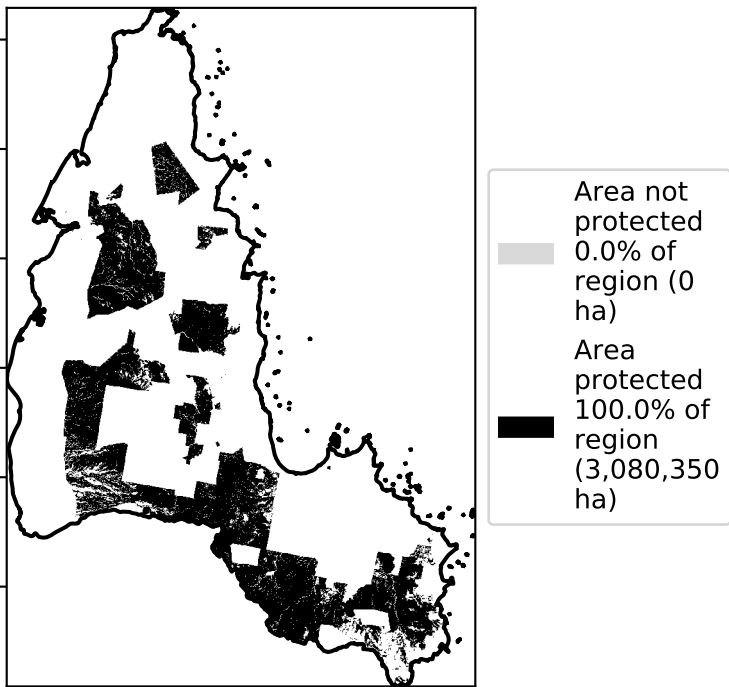 Area not
protected
0.0% of
region (0
ha)
Area
protected
100.0% of
region
(3,080,350
ha)